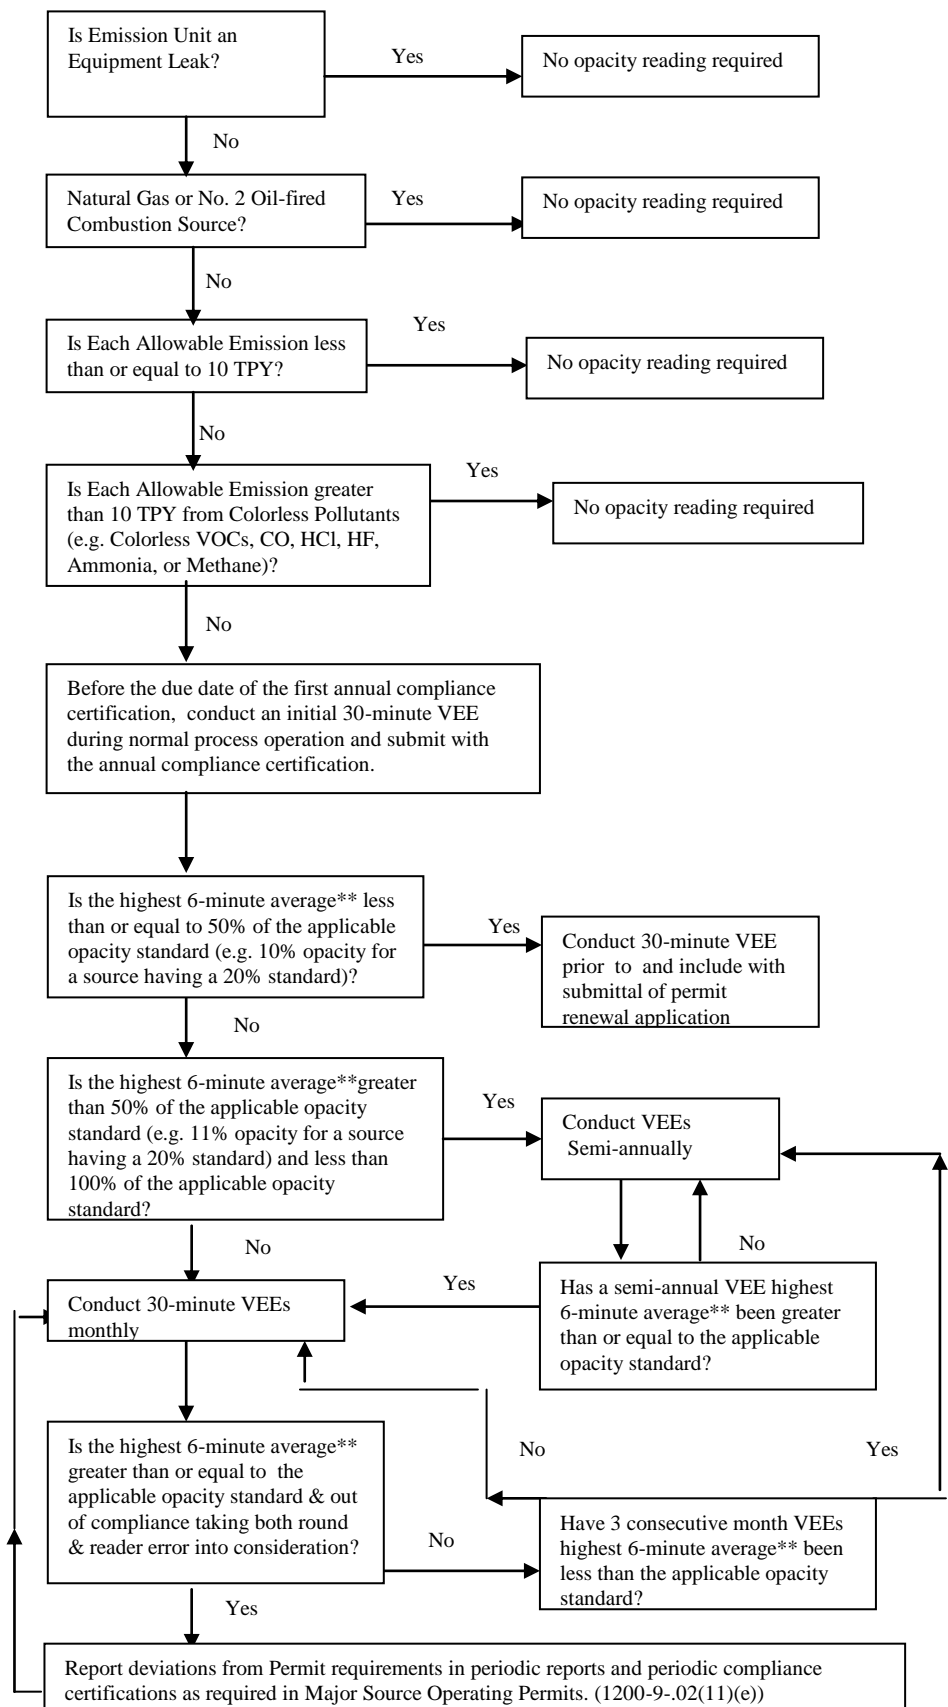 Is Emission Unit an
Equipment Leak?
Yes
No opacity reading required
No
Natural Gas or No. 2 Oil-fired
Combustion Source?
Yes
No opacity reading required
No
Is Each Allowable Emission less
than or equal to 10 TPY?
Yes
No opacity reading required
No
Is Each Allowable Emission greater
than 10 TPY from Colorless Pollutants
(e.g. Colorless VOCs, CO, HCl, HF,
Ammonia, or Methane)?
Yes
No opacity reading required
No
Before the due date of the first annual compliance
certification,  conduct an initial 30-minute VEE
during normal process operation and submit with
the annual compliance certification.
Is the highest 6-minute average** less
than or equal to 50% of the applicable
opacity standard (e.g. 10% opacity for
a source having a 20% standard)?
Yes
Conduct 30-minute VEE
prior to  and include with
submittal of permit
renewal application
No
Is the highest 6-minute average**greater
than 50% of the applicable opacity
standard (e.g. 11% opacity for a source
having a 20% standard) and less than
100% of the applicable opacity
standard?
Yes
Conduct VEEs
Semi-annually
No
No
Has a semi-annual VEE highest
6-minute average** been greater
than or equal to the applicable
opacity standard?
Yes
Conduct 30-minute VEEs
monthly
Is the highest 6-minute average**
greater than or equal to  the
applicable opacity standard & out
of compliance taking both round
& reader error into consideration?
No
No
Yes
Have 3 consecutive month VEEs
highest 6-minute average** been
less than the applicable opacity
standard?
Yes
Report deviations from Permit requirements in periodic reports and periodic compliance
certifications as required in Major Source Operating Permits. (1200-9-.02(11)(e))